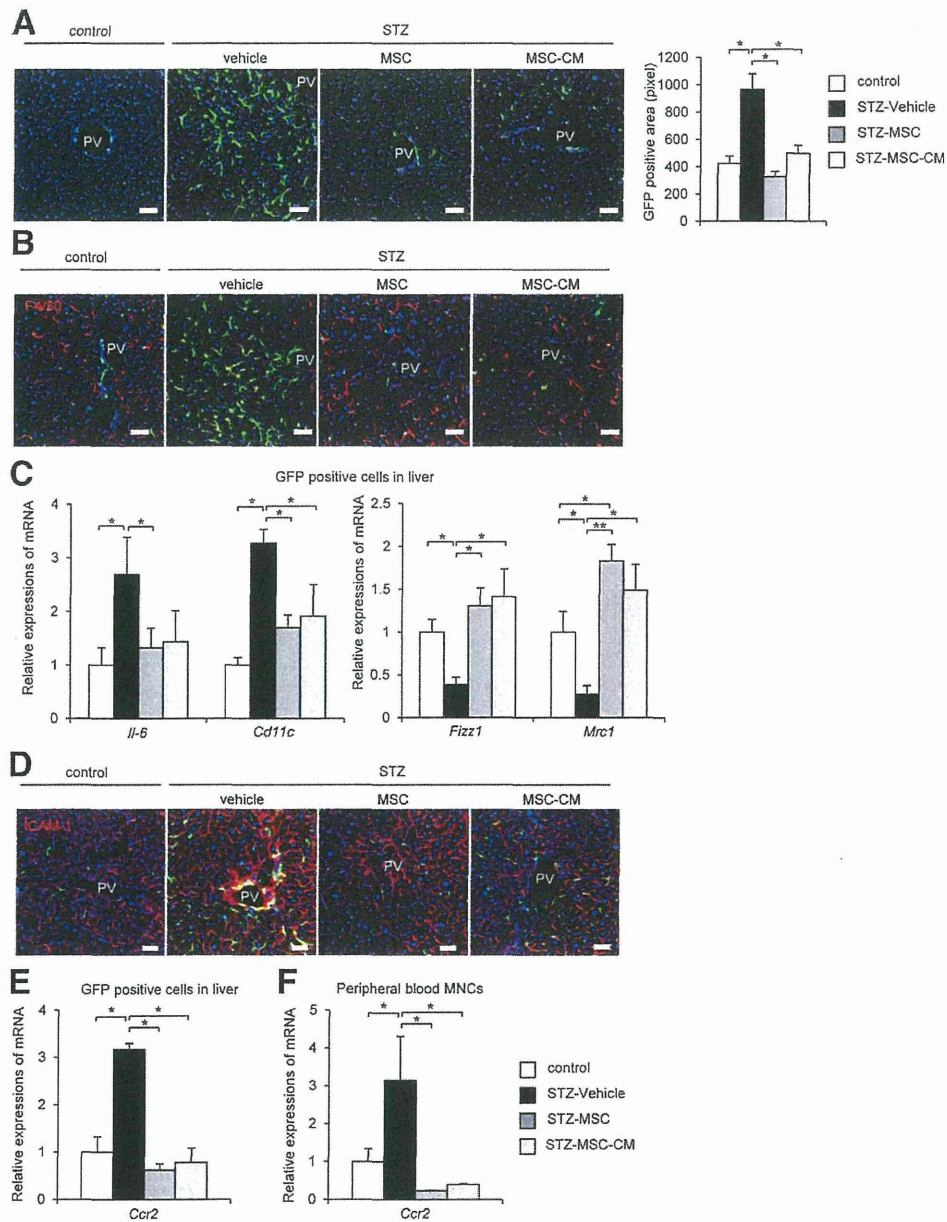 A
control
STZ
vehicle
MSC
MSC-CM
PV
PV
PV
PV
GFP positive area (pixel)
1200
1000
800
600
400
200
0
* *
*
control
STZ-Vehicle
STZ-MSC
STZ-MSC-CM
B
control
STZ
vehicle
MSC
MSC-CM
F4/80
PV
PV
PV
PV
C
GFP positive cells in liver
Relative expressions of mRNA
4
3
2
1
0
* *
* *
*
Il-6
Cd11c
Relative expressions of mRNA
2.5
2
1.5
1
0.5
0
* *
*
*
* *
**
Fizz1
Mrc1
D
control
STZ
vehicle
MSC
MSC-CM
ICAM-1
PV
PV
PV
PV
E
GFP positive cells in liver
Relative expressions of mRNA
4
3
2
1
0
* *
*
Ccr2
F
Peripheral blood MNCs
Relative expressions of mRNA
5
4
3
2
1
0
* *
*
Ccr2
control
STZ-Vehicle
STZ-MSC
STZ-MSC-CM